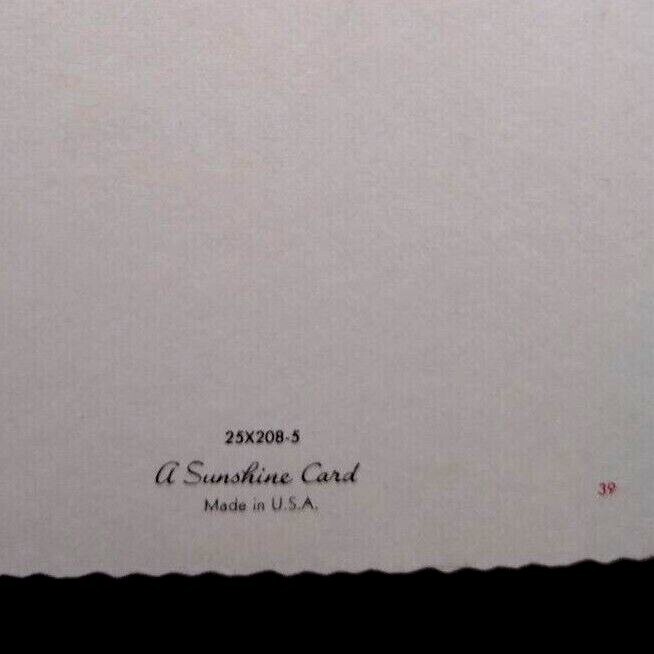 25X208-5
A Sunshine Card
Made in U.S.A.
39